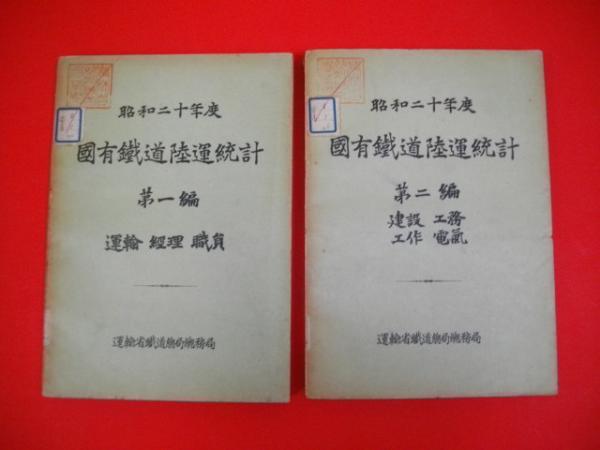 昭和二十年度
國有鐵道陸運統計
第一編
運輸 經理 職員
運輸省鐵道總局總務局
昭和二十年度
國有鐵道陸運統計
第二編
建設 工務
工作 電氣
運輸省鐵道總局總務局